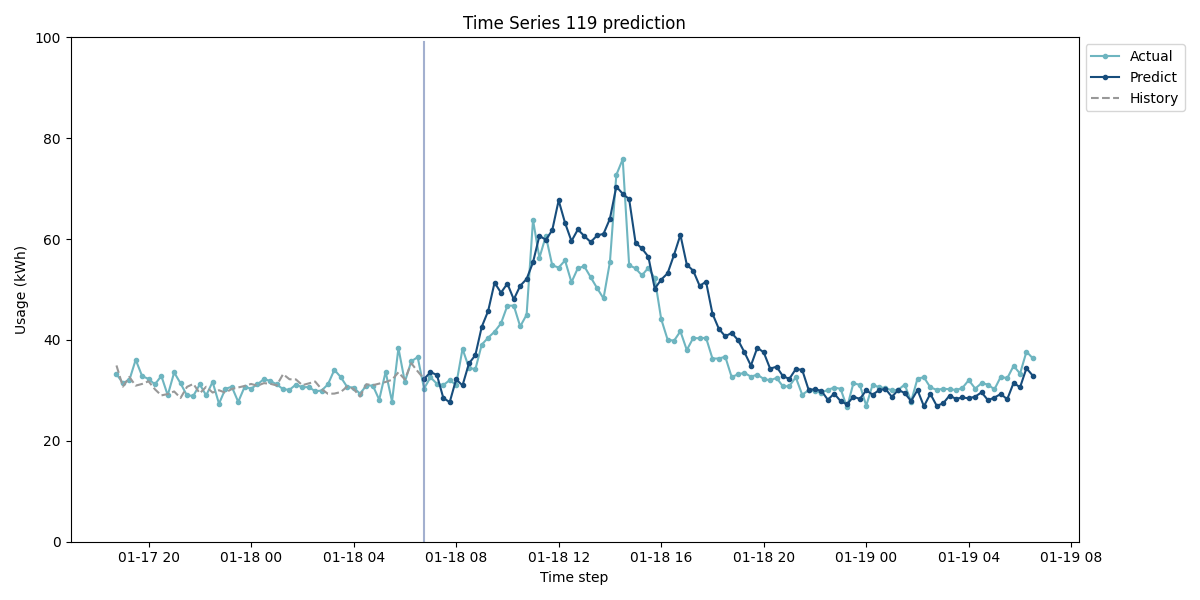 Time Series 119 prediction
100
80
60
40
20
0
Usage (kWh)
01-17 20
01-18 00
01-18 04
01-18 08
01-18 12
01-18 16
01-18 20
01-19 00
01-19 04
01-19 08
Time step
Actual
Predict
History